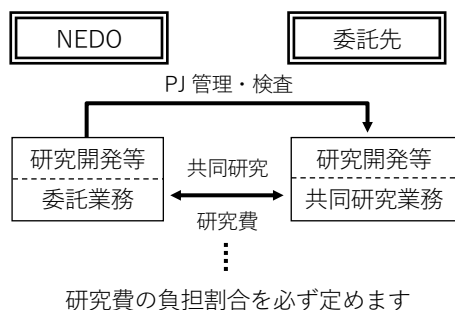 NEDO
委託先
PJ 管理・検査
研究開発等
委託業務
共同研究
研究費
研究開発等
共同研究業務
研究費の負担割合を必ず定めます